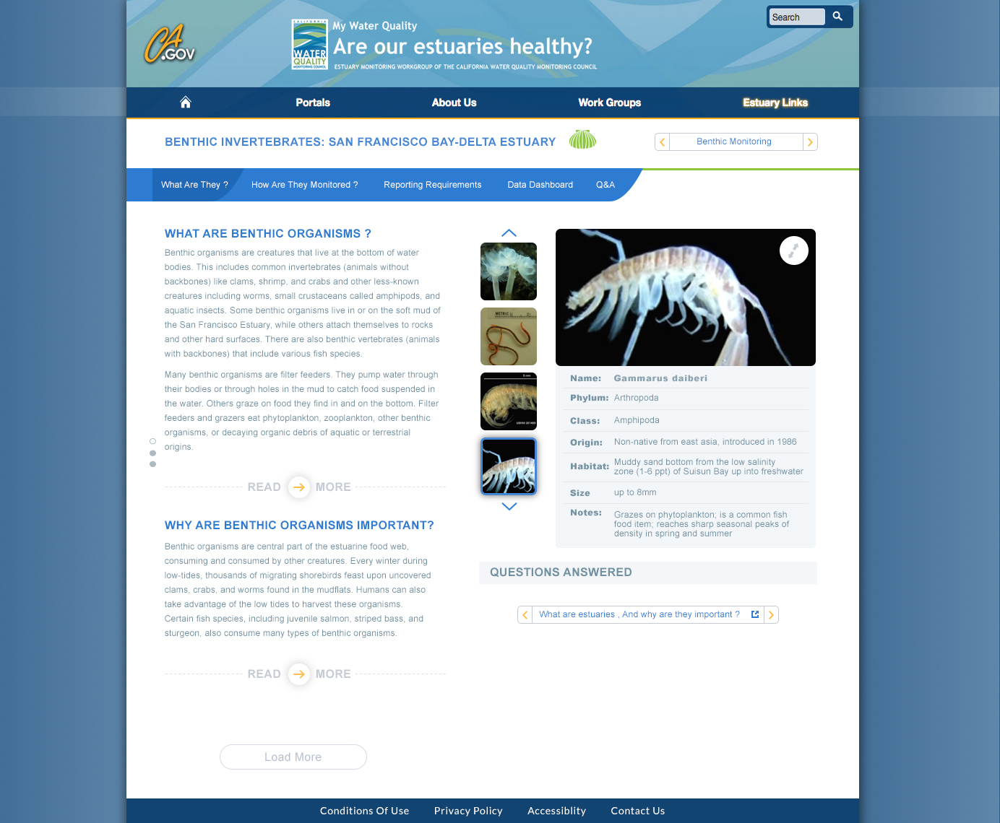 CA.GOV
CALIFORNIA
WATER
QUALITY
MONITORING COUNCIL
My Water Quality
Are our estuaries healthy?
ESTUARY MONITORING WORKGROUP OF THE CALIFORNIA WATER QUALITY MONITORING COUNCIL
Search
Portals
About Us
Work Groups
Estuary Links
BENTHIC INVERTEBRATES: SAN FRANCISCO BAY-DELTA ESTUARY
Benthic Monitoring
What Are They ?
How Are They Monitored ?
Reporting Requirements
Data Dashboard
Q&A
WHAT ARE BENTHIC ORGANISMS ?
Benthic organisms are creatures that live at the bottom of water
bodies. This includes common invertebrates (animals without
backbones) like clams, shrimp, and crabs and other less-known
creatures including worms, small crustaceans called amphipods, and
aquatic insects. Some benthic organisms live in or on the soft mud of
the San Francisco Estuary, while others attach themselves to rocks
and other hard surfaces. There are also benthic vertebrates (animals
with backbones) that include various fish species.
Many benthic organisms are filter feeders. They pump water through
their bodies or through holes in the mud to catch food suspended in
the water. Others graze on food they find in and on the bottom. Filter
feeders and grazers eat phytoplankton, zooplankton, other benthic
organisms, or decaying organic debris of aquatic or terrestrial
origins.
READ MORE
WHY ARE BENTHIC ORGANISMS IMPORTANT?
Benthic organisms are central part of the estuarine food web,
consuming and consumed by other creatures. Every winter during
low-tides, thousands of migrating shorebirds feast upon uncovered
clams, crabs, and worms found in the mudflats. Humans can also
take advantage of the low tides to harvest these organisms.
Certain fish species, including juvenile salmon, striped bass, and
sturgeon, also consume many types of benthic organisms.
READ MORE
Load More
METRIC
5 mm
Name: Gammarus daiberi
Phylum: Arthropoda
Class: Amphipoda
Origin: Non-native from east asia, introduced in 1986
Habitat: Muddy sand bottom from the low salinity
zone (1-6 ppt) of Suisun Bay up into freshwater
Size up to 8mm
Notes: Grazes on phytoplankton; is a common fish
food item; reaches sharp seasonal peaks of
density in spring and summer
QUESTIONS ANSWERED
What are estuaries , And why are they important ?
Conditions Of Use
Privacy Policy
Accessiblity
Contact Us